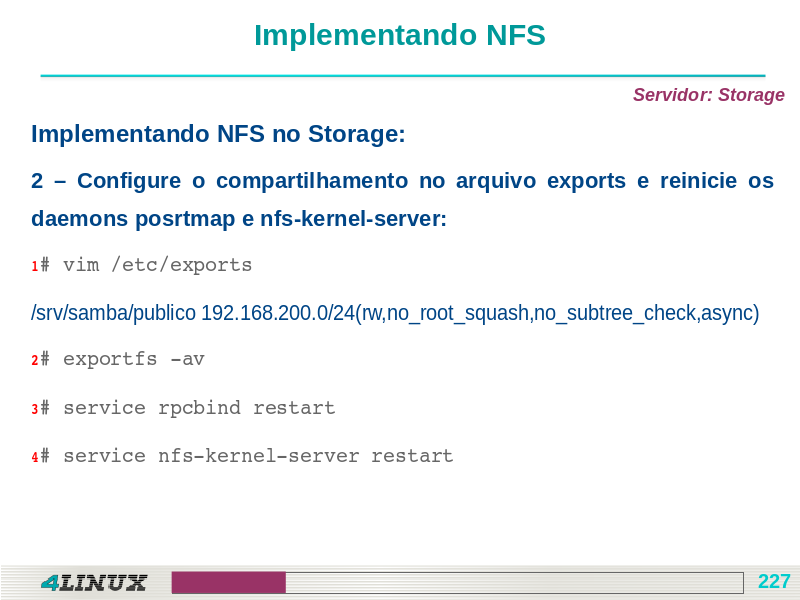 Implementando NFS
Servidor: Storage
Implementando NFS no Storage:
2 – Configure o compartilhamento no arquivo exports e reinicie os
daemons posrtmap e nfs-kernel-server:
1# vim /etc/exports
/srv/samba/publico 192.168.200.0/24(rw,no_root_squash,no_subtree_check,async)
2# exportfs -av
3# service rpcbind restart
4# service nfs-kernel-server restart
4LINUX
227